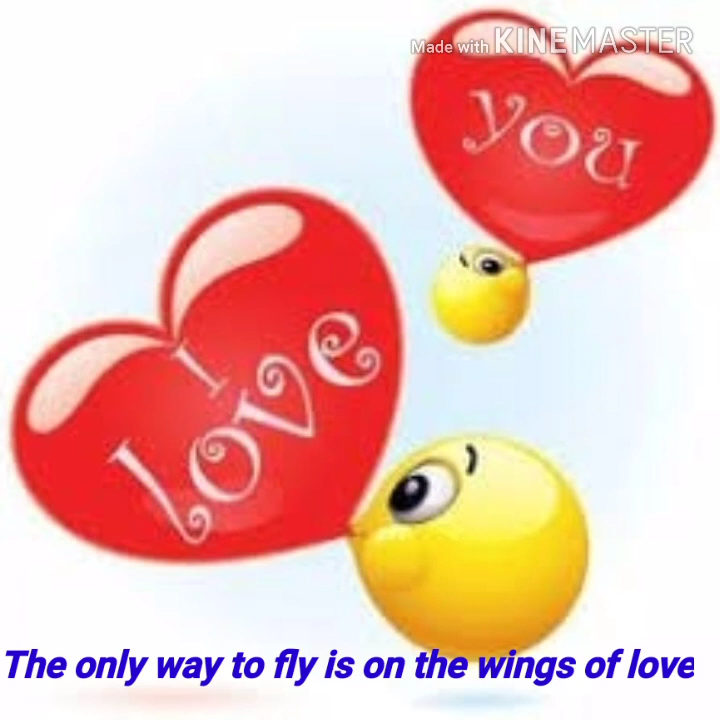 Made with KINEMASTER
you
I
Love
The only way to fly is on the wings of love